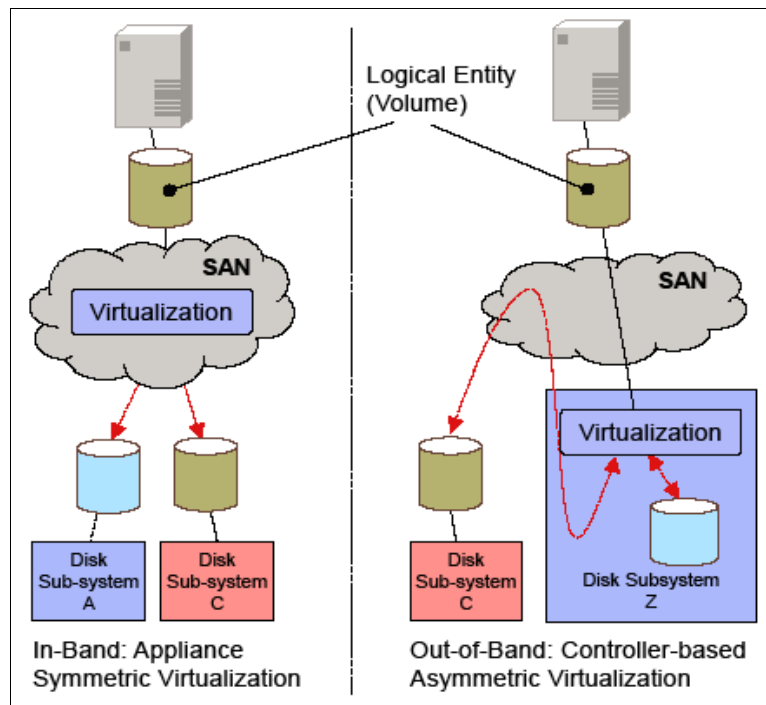 Logical Entity
(Volume)
SAN
Virtualization
Disk
Sub-system
A
Disk
Sub-system
C
In-Band: Appliance
Symmetric Virtualization
SAN
Virtualization
Disk
Sub-system
C
Disk Subsystem
Z
Out-of-Band: Controller-based
Asymmetric Virtualization